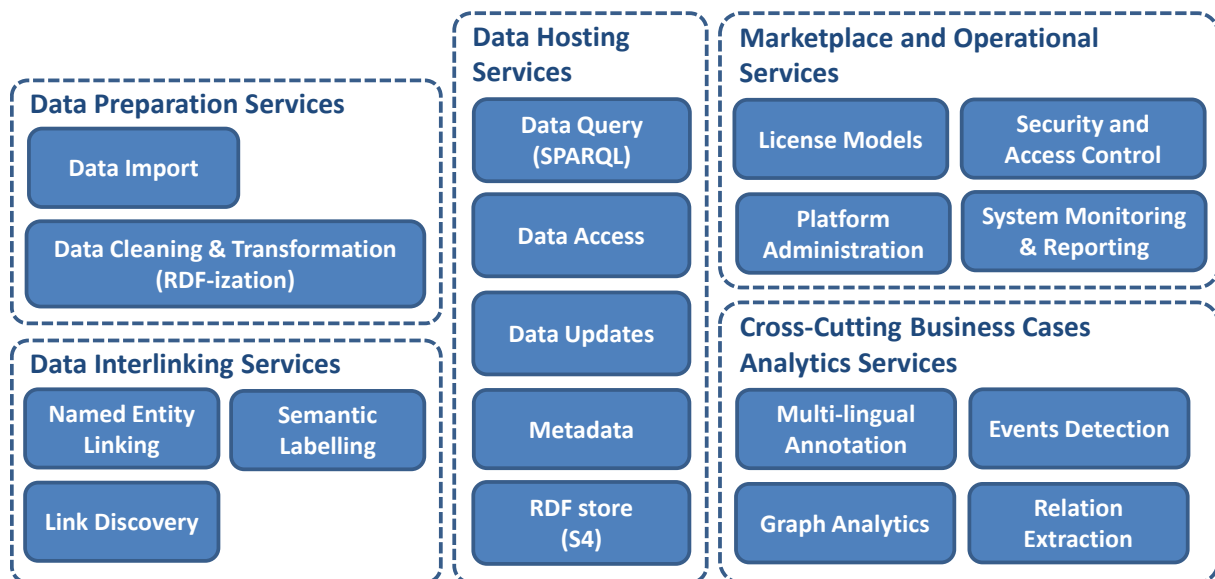 Data Preparation Services
Data Import
Data Cleaning & Transformation
(RDF-ization)
Data Interlinking Services
Named Entity
Linking
Semantic
Labelling
Link Discovery
Data Hosting
Services
Data Query
(SPARQL)
Data Access
Data Updates
Metadata
RDF store
(S4)
Marketplace and Operational
Services
License Models
Security and
Access Control
Platform
Administration
System Monitoring
& Reporting
Cross-Cutting Business Cases
Analytics Services
Multi-lingual
Annotation
Events Detection
Graph Analytics
Relation
Extraction